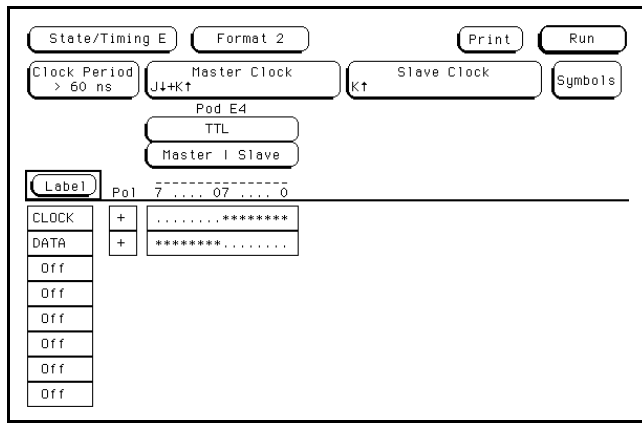 State/Timing E Format 2 Print Run
Clock Period > 60 ns
Master Clock J↓+K↑
Slave Clock K↑
Symbols
Pod E4
TTL
Master | Slave
Label Pol 7 .... 07 .... 0
CLOCK + ........********
DATA + ********........
Off
Off
Off
Off
Off
Off